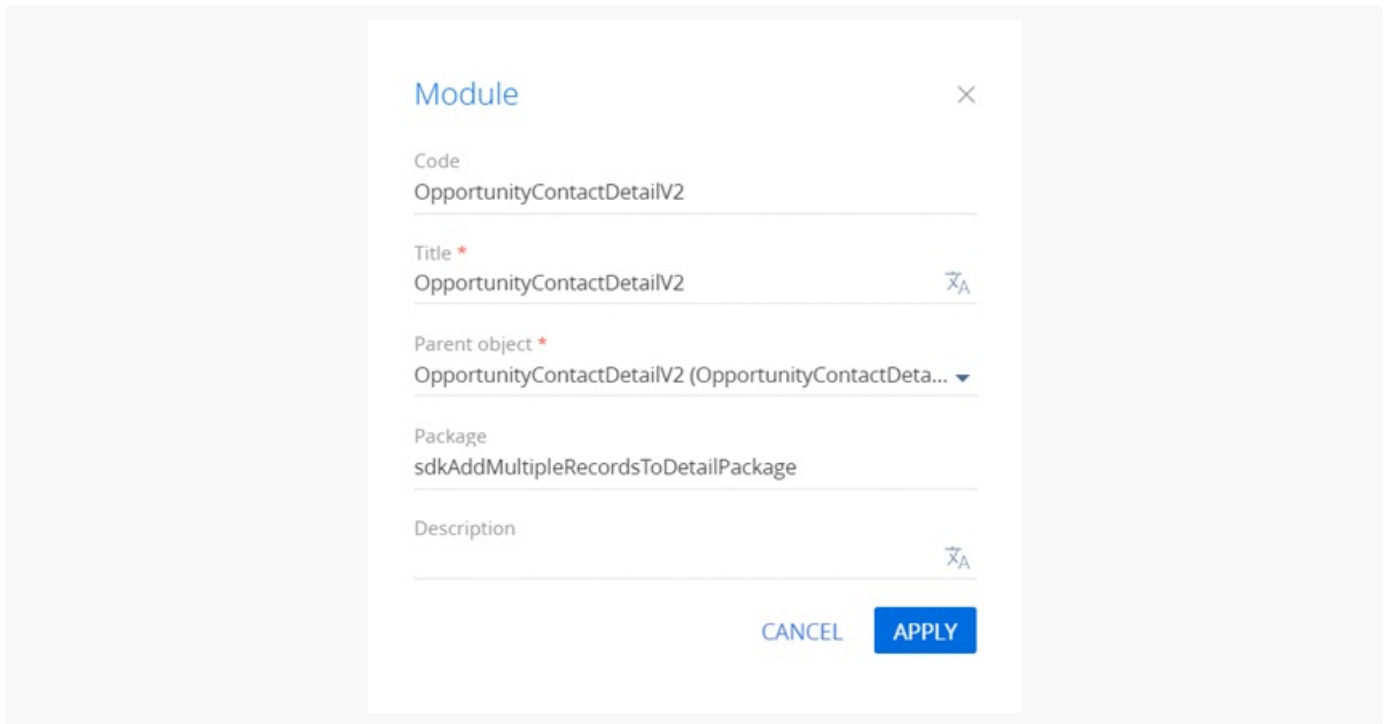 Module
Code
OpportunityContactDetailV2
Title *
OpportunityContactDetailV2
Parent object *
OpportunityContactDetailV2 (OpportunityContactDeta...
Package
sdkAddMultipleRecordsToDetailPackage
Description
CANCEL APPLY